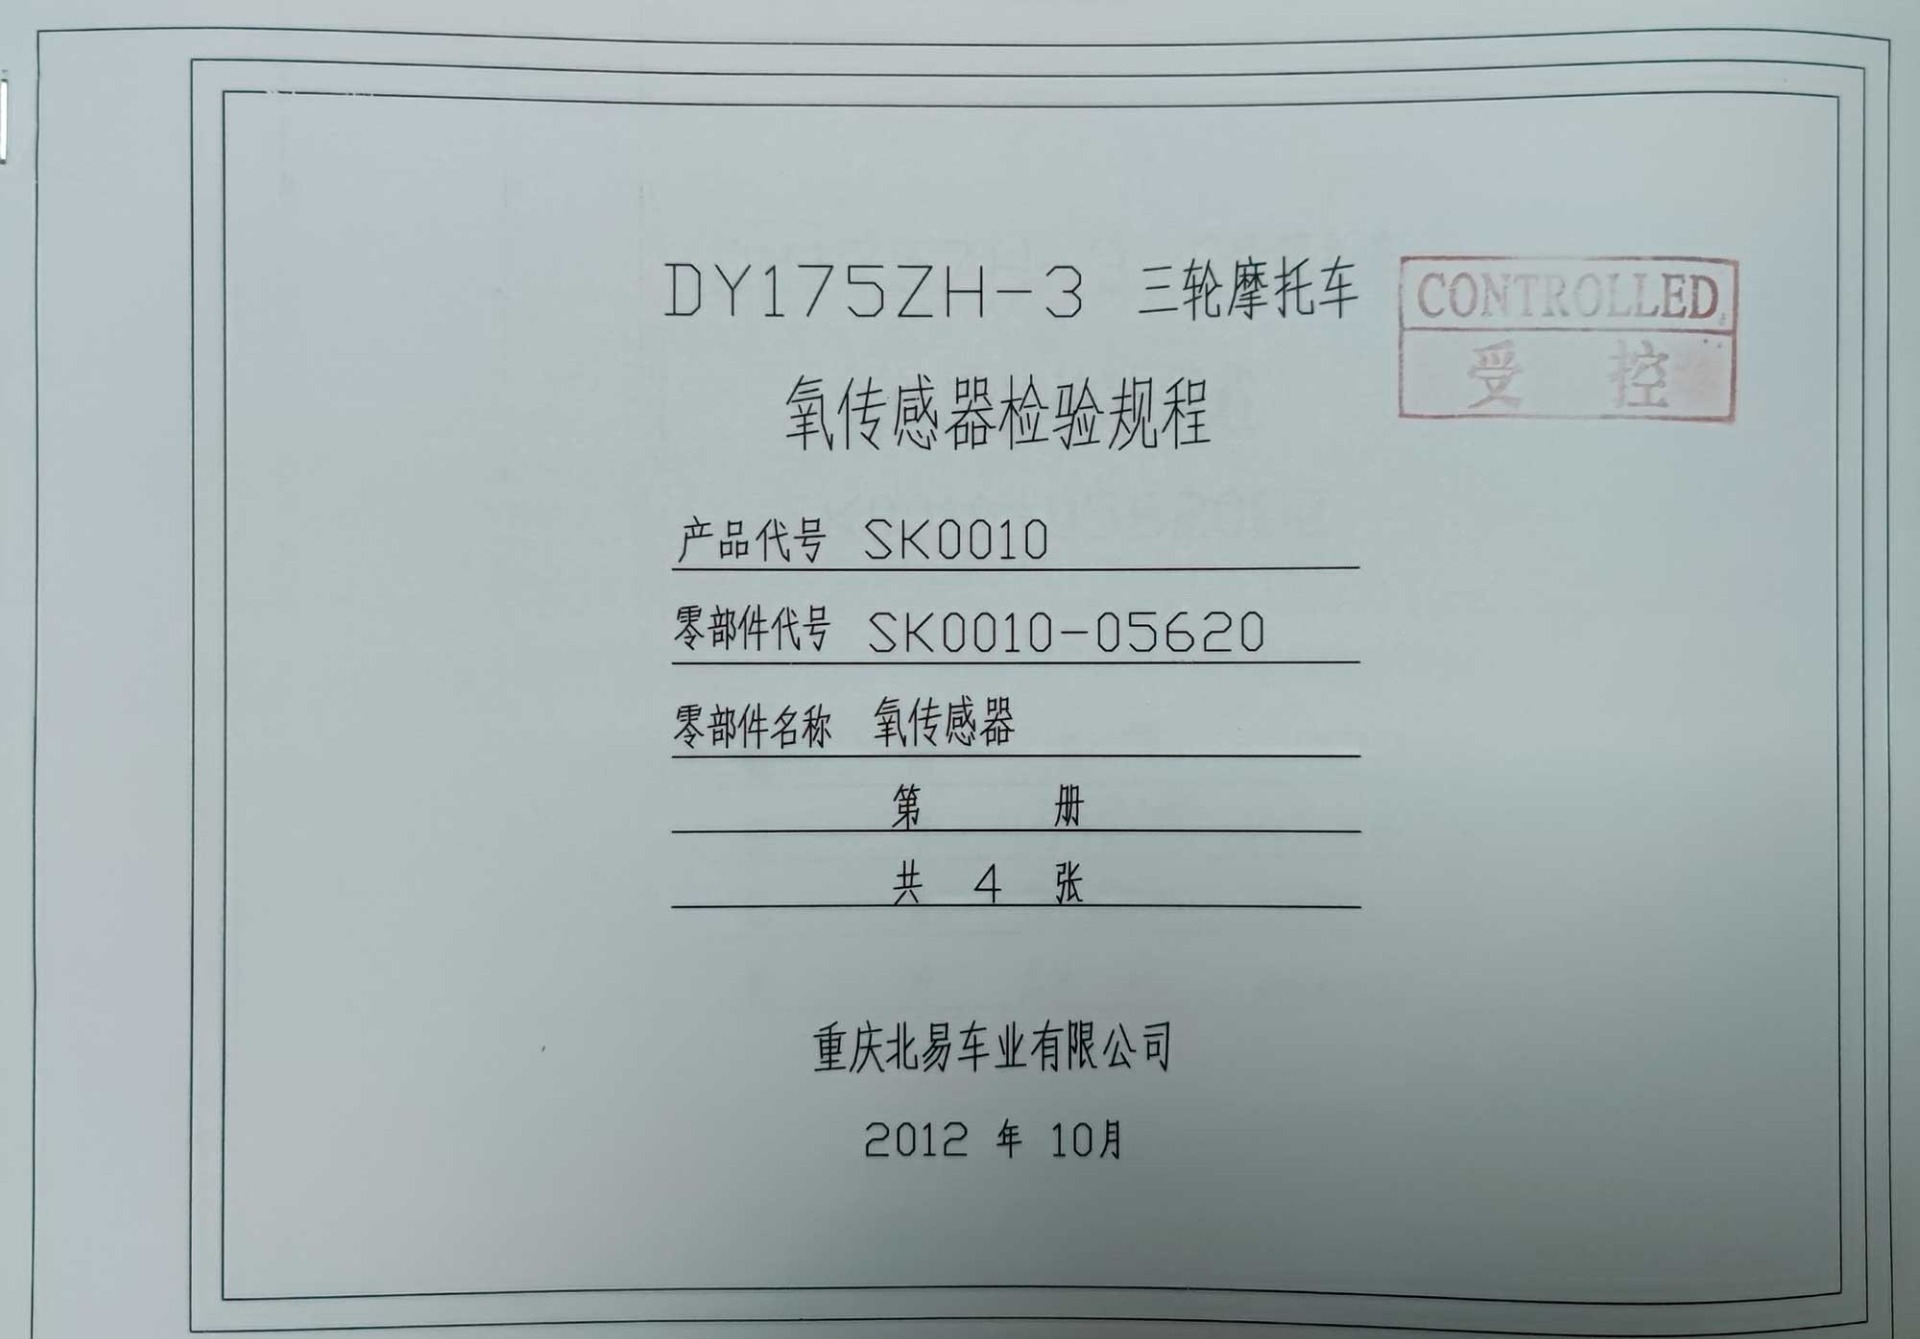 DY175ZH-3 三轮摩托车
CONTROLLED
受 控
氧传感器检验规程
产品代号 SK0010
零部件代号 SK0010-05620
零部件名称 氧传感器
第 册
共 4 张
重庆北易车业有限公司
2012 年 10月